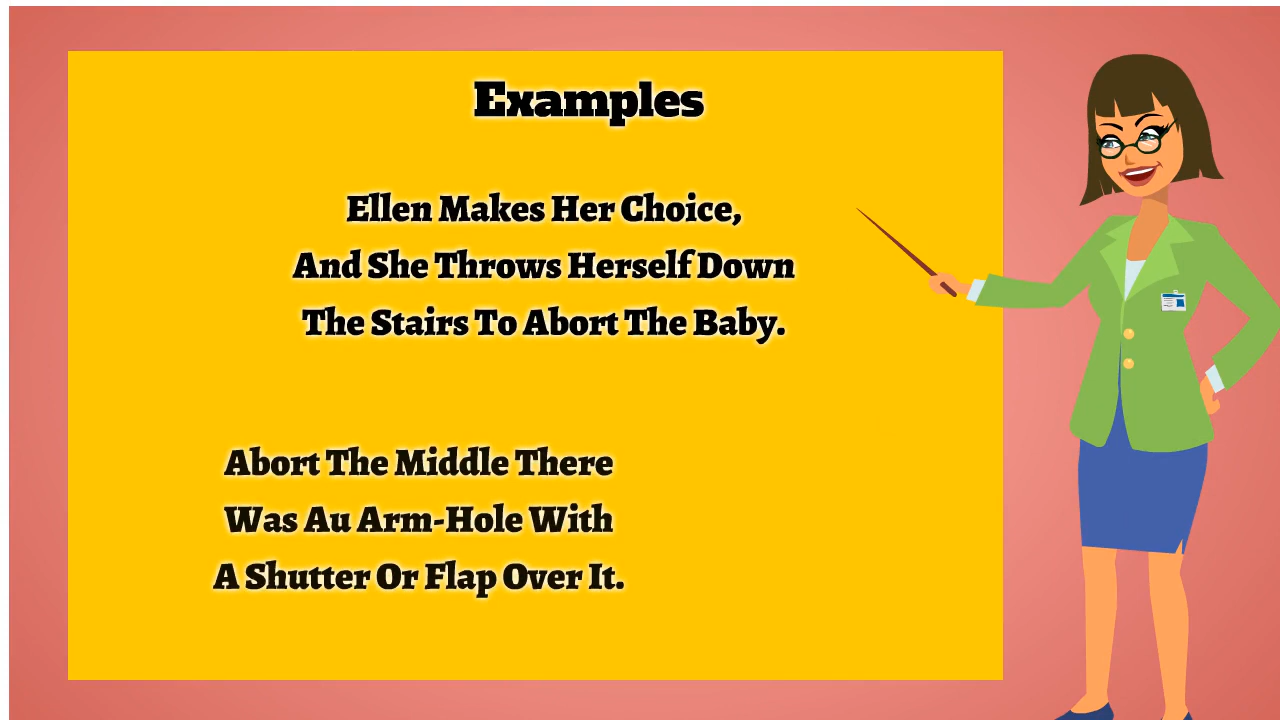 Examples
Ellen Makes Her Choice,
And She Throws Herself Down
The Stairs To Abort The Baby.
Abort The Middle There
Was Au Arm-Hole With
A Shutter Or Flap Over It.